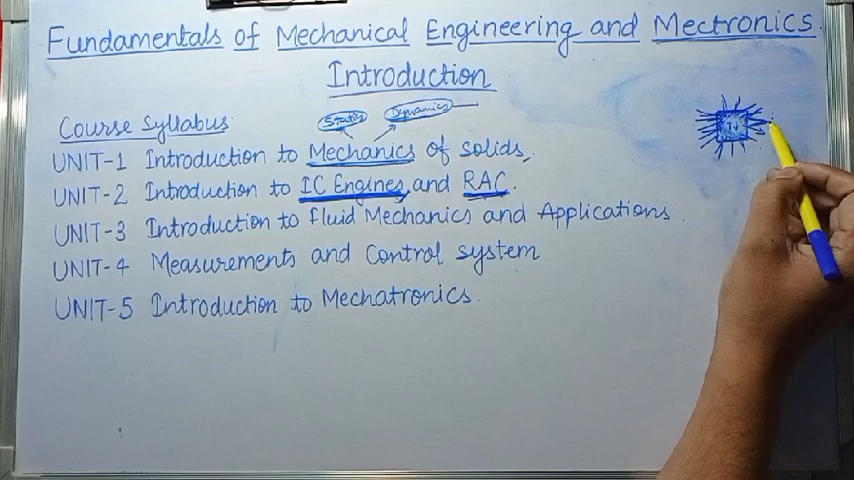 Fundamentals of Mechanical Engineering and Mectronics.
Introduction
Statics Dynamics
Course Syllabus
UNIT-1 Introduction to Mechanics of solids,
UNIT-2 Introduction to IC Engines, and RAC.
UNIT-3 Introduction to fluid Mechanics and Applications.
UNIT-4 Measurements and Control system
UNIT-5 Introduction to Mechatronics.